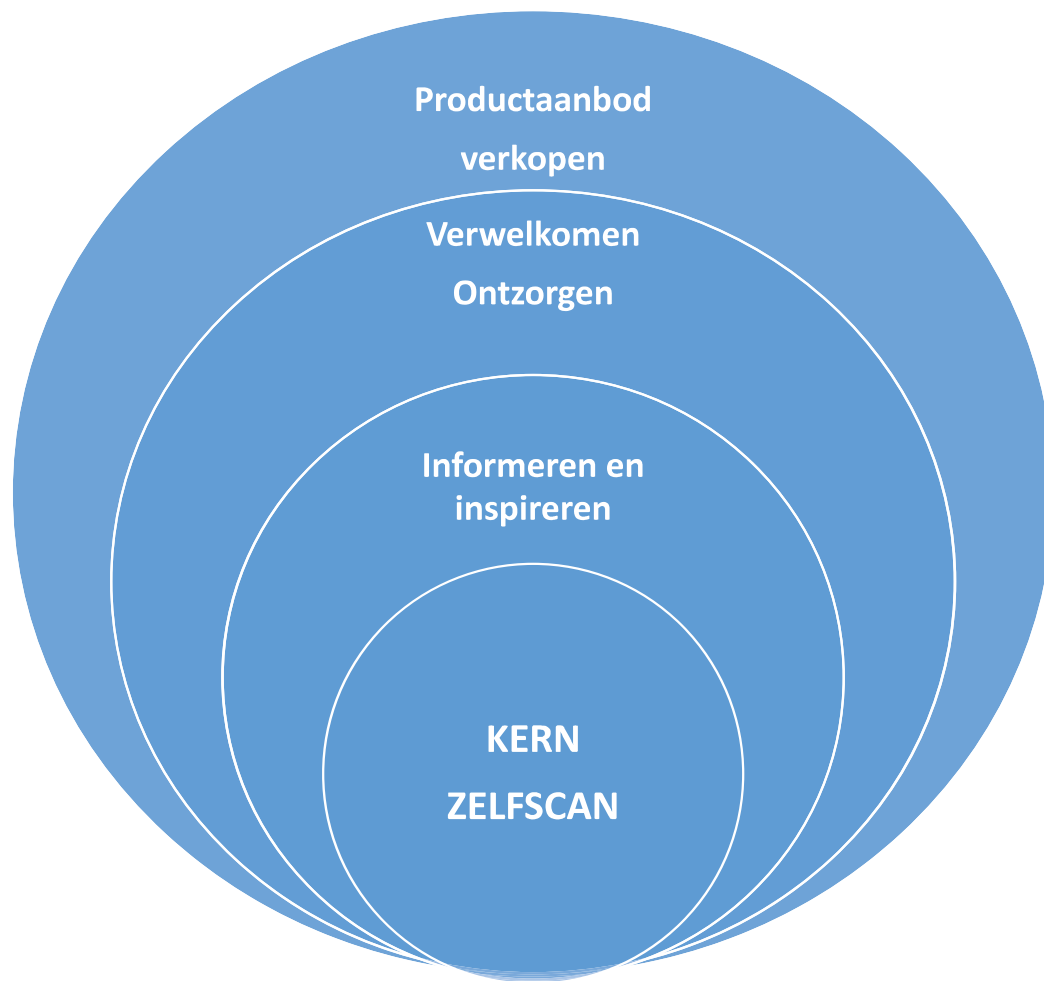 Productaanbod
verkopen
Verwelkomen
Ontzorgen
Informeren en
inspireren
KERN
ZELFSCAN